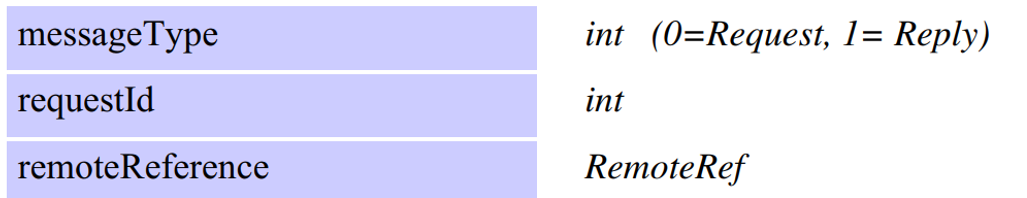 messageType int (0=Request, 1= Reply)
requestId int
remoteReference RemoteRef